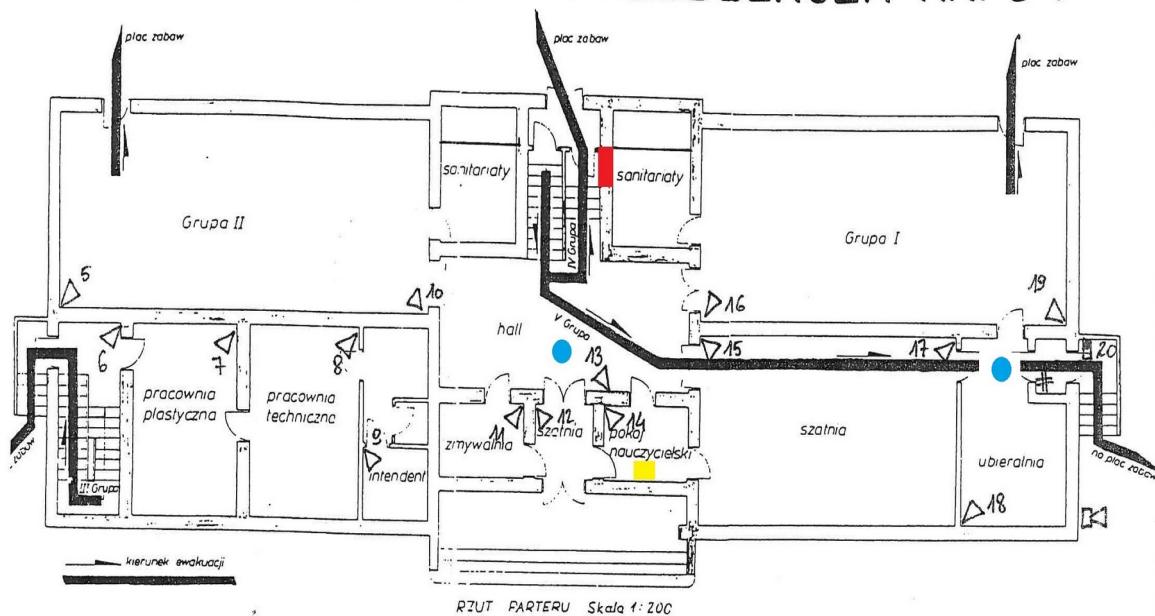 plac zabaw
plac zabaw
plac zabaw
sanitariaty
sanitariaty
Grupa II
Grupa I
IV Grupa
5
10
16
19
hall
V Grupa
6
7
8
13
15
17
20
pracownia
plastyczna
pracownia
techniczna
9
11
12
14
zmywalnia
szatnia
pokój
nauczycielski
szatnia
ubieralnia
intendent
III Grupa
zabaw
na plac zabaw
18
kierunek ewakuacji
RZUT PARTERU Skala 1:200